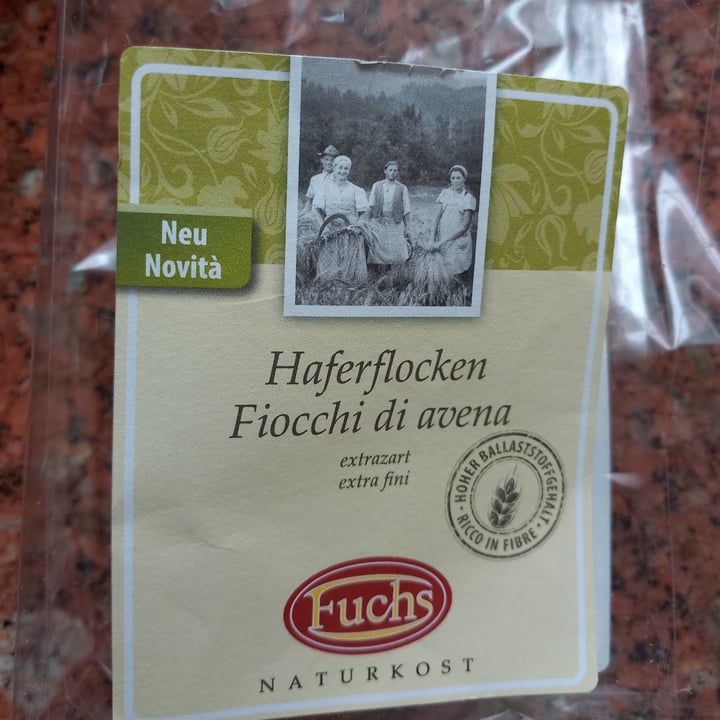 Neu
Novità
Haferflocken
Fiocchi di avena
extrazart
extra fini
· HOHER BALLASTSTOFFGEHALT ·
RICCO IN FIBRE
Fuchs
NATURKOST